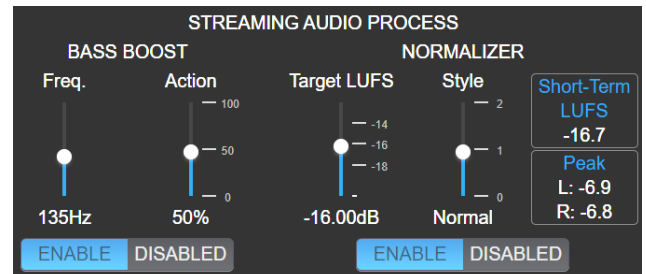 STREAMING AUDIO PROCESS
BASS BOOST NORMALIZER
Freq. Action Target LUFS Style
Short-Term
LUFS
-16.7
100
50
0
-14
-16
-18
-
2
1
0
Peak
L: -6.9
R: -6.8
135Hz 50% -16.00dB Normal
ENABLE DISABLED ENABLE DISABLED